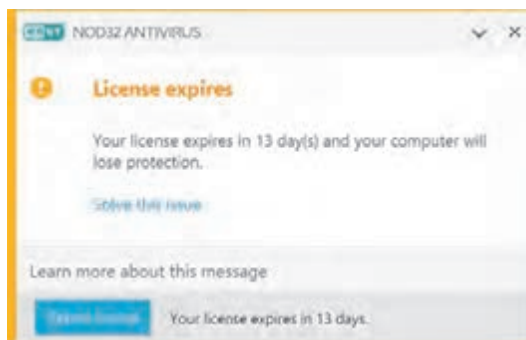 eset NOD32 ANTIVIRUS
License expires
Your license expires in 13 day(s) and your computer will
lose protection.
Solve this issue
Learn more about this message
Your license expires in 13 days.